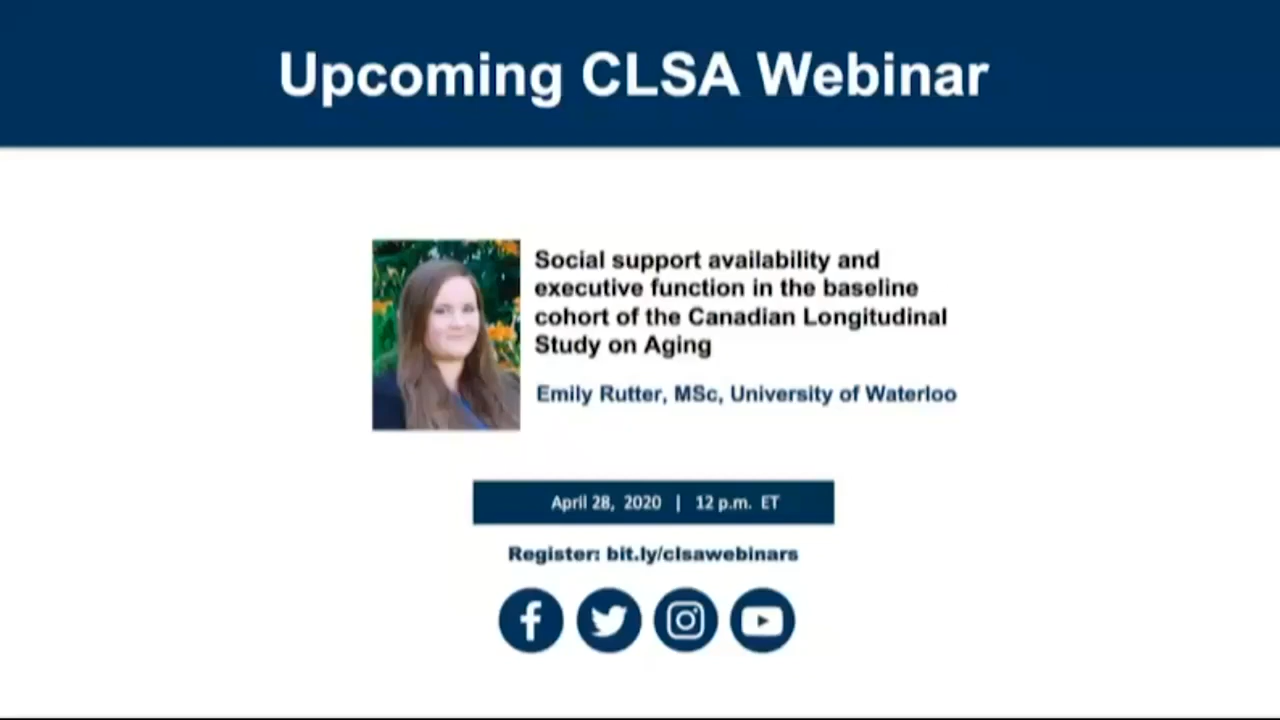 Upcoming CLSA Webinar
Social support availability and
executive function in the baseline
cohort of the Canadian Longitudinal
Study on Aging
Emily Rutter, MSc, University of Waterloo
April 28, 2020 | 12 p.m. ET
Register: bit.ly/clsawebinars